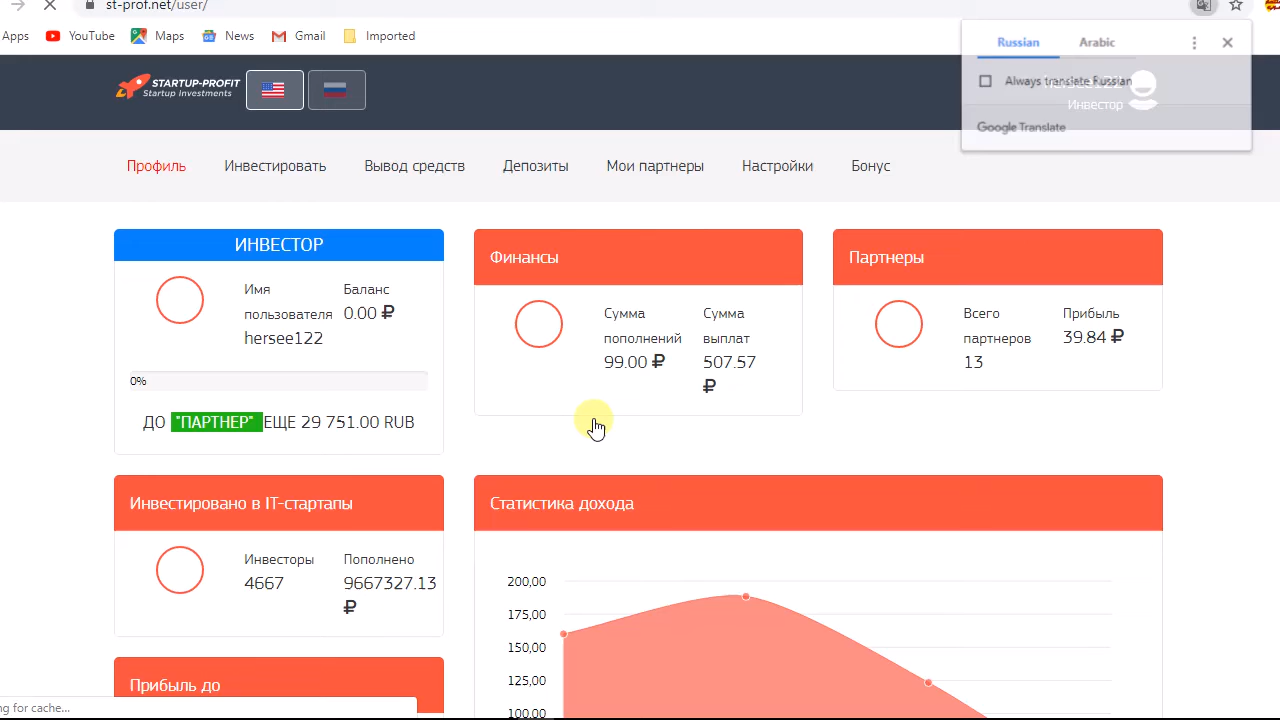 st-prof.net/user/
Apps YouTube Maps News Gmail Imported
Russian Arabic
Always translate Russian
Google Translate
STARTUP-PROFIT
Startup Investments
hersee122
Инвестор
Профиль Инвестировать Вывод средств Депозиты Мои партнеры Настройки Бонус
ИНВЕСТОР
Имя пользователя
hersee122
Баланс
0.00 ₽
0%
ДО "ПАРТНЕР" ЕЩЕ 29 751.00 RUB
Финансы
Сумма пополнений
99.00 ₽
Сумма выплат
507.57 ₽
Партнеры
Всего партнеров
13
Прибыль
39.84 ₽
Инвестировано в IT-стартапы
Инвесторы
4667
Пополнено
9667327.13 ₽
Статистика дохода
200,00
175,00
150,00
125,00
100,00
Прибыль до
ng for cache...